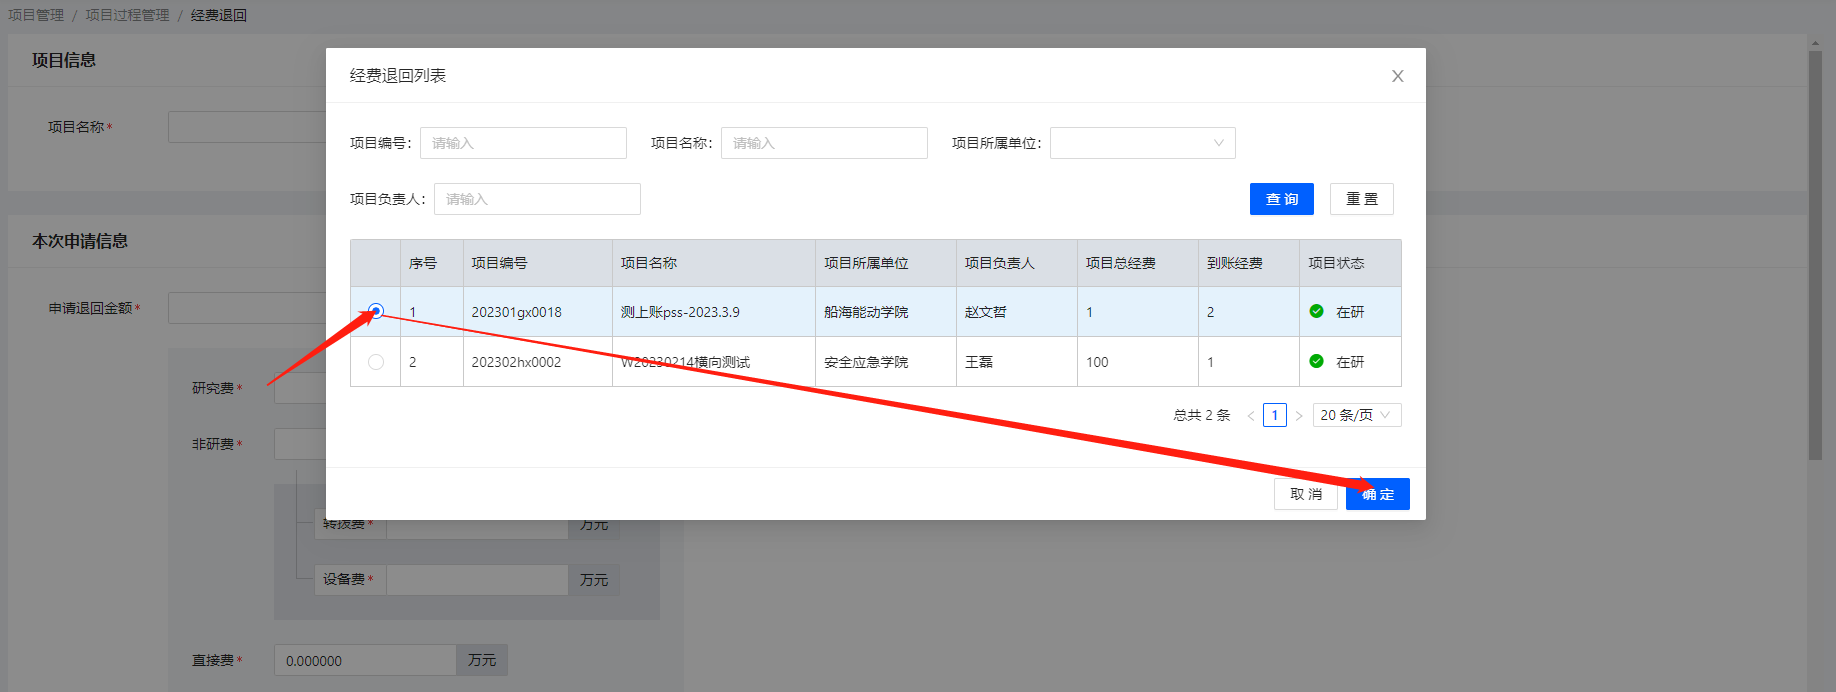 项目管理 / 项目过程管理 / 经费退回
项目信息
项目名称*
本次申请信息
申请退回金额*
研究费*
非研费*
转拨费* 万元
设备费* 万元
直接费* 0.000000 万元
经费退回列表 X
项目编号： 请输入 项目名称： 请输入 项目所属单位：
项目负责人： 请输入 查 询 重 置
序号 项目编号 项目名称 项目所属单位 项目负责人 项目总经费 到账经费 项目状态
1 202301gx0018 测上账pss-2023.3.9 船海能动学院 赵文哲 1 2 在研
2 202302hx0002 W20230214横向测试 安全应急学院 王磊 100 1 在研
总共 2 条 < 1 > 20 条/页
取 消 确 定